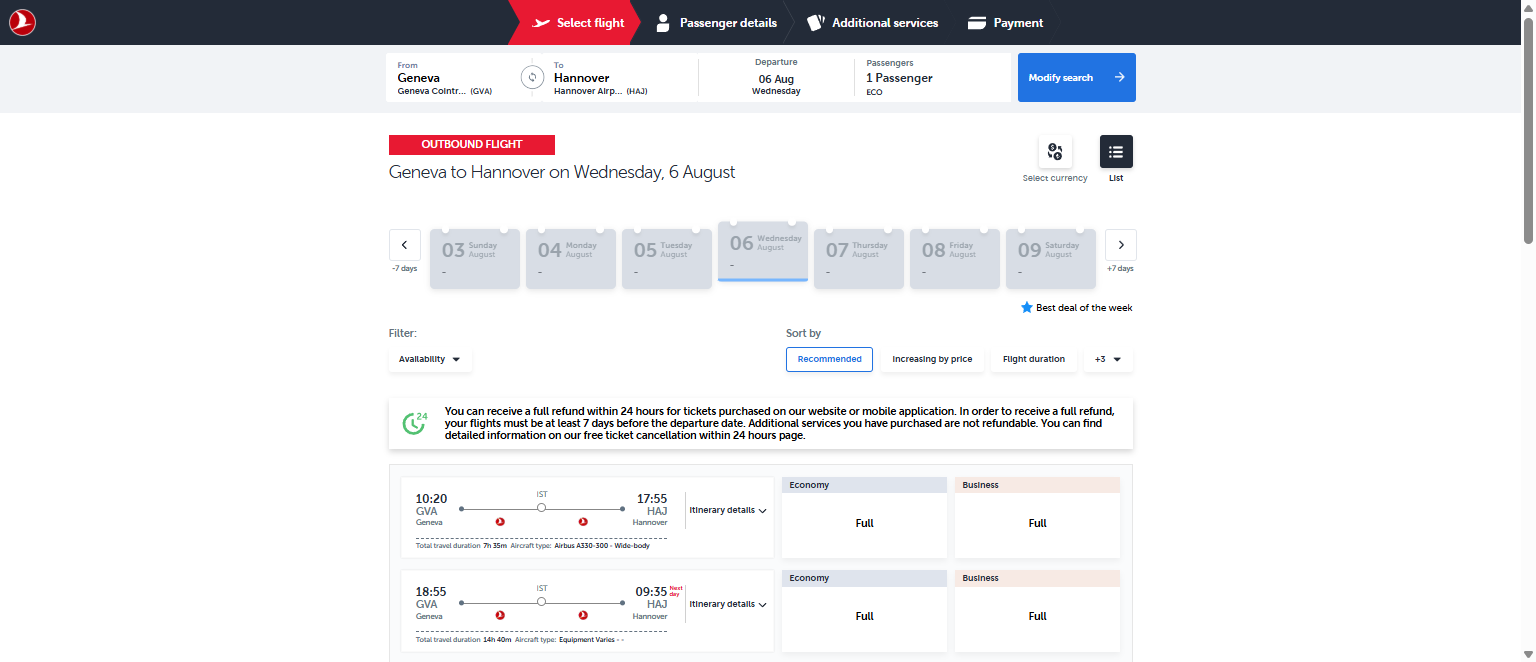 Select flight
Passenger details
Additional services
Payment
From
Geneva
Geneva Cointr... (GVA)
To
Hannover
Hannover Airp... (HAJ)
Departure
06 Aug
Wednesday
Passengers
1 Passenger
ECO
Modify search
OUTBOUND FLIGHT
Geneva to Hannover on Wednesday, 6 August
Select currency
List
-7 days
03 Sunday August
-
04 Monday August
-
05 Tuesday August
-
06 Wednesday August
-
07 Thursday August
-
08 Friday August
-
09 Saturday August
-
+7 days
Best deal of the week
Filter:
Availability
Sort by
Recommended
Increasing by price
Flight duration
+3
24
You can receive a full refund within 24 hours for tickets purchased on our website or mobile application. In order to receive a full refund,
your flights must be at least 7 days before the departure date. Additional services you have purchased are not refundable. You can find
detailed information on our free ticket cancellation within 24 hours page.
10:20
GVA
Geneva
IST
17:55
HAJ
Hannover
Itinerary details
Total travel duration 7h 35m Aircraft type: Airbus A330-300 - Wide-body
Economy
Full
Business
Full
18:55
GVA
Geneva
IST
09:35 Next day
HAJ
Hannover
Itinerary details
Total travel duration 14h 40m Aircraft type: Equipment Varies - -
Economy
Full
Business
Full